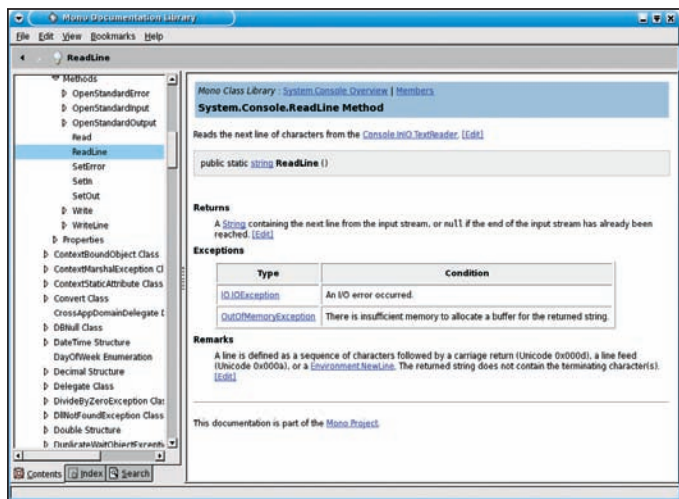 Mono Documentation Library
File Edit View Bookmarks Help
ReadLine
Methods
OpenStandardError
OpenStandardInput
OpenStandardOutput
Read
ReadLine
SetError
SetIn
SetOut
Write
WriteLine
Properties
ContextBoundObject Class
ContextMarshalException Cl
ContextStaticAttribute Class
Convert Class
CrossAppDomainDelegate D
DBNull Class
DateTime Structure
DayOfWeek Enumeration
Decimal Structure
Delegate Class
DivideByZeroException Clas
DllNotFoundException Class
Double Structure
DuplicateWaitObjectExcepti
Contents Index Search
Mono Class Library : System.Console Overview | Members
System.Console.ReadLine Method
Reads the next line of characters from the Console.In IO.TextReader. [Edit]
public static string ReadLine ()
Returns
A String containing the next line from the input stream, or null if the end of the input stream has already been
reached. [Edit]
Exceptions
Type Condition
IO.IOException An I/O error occurred.
OutOfMemoryException There is insufficient memory to allocate a buffer for the returned string.
Remarks
A line is defined as a sequence of characters followed by a carriage return (Unicode 0x000d), a line feed
(Unicode 0x000a), or a Environment.NewLine. The returned string does not contain the terminating character(s).
[Edit]
This documentation is part of the Mono Project.